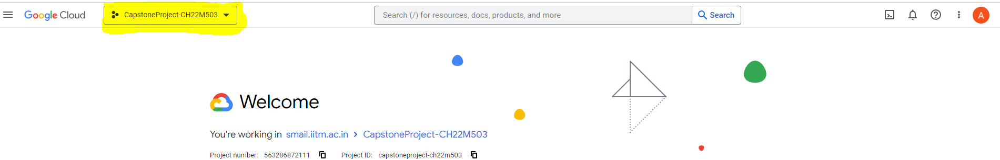 Google Cloud CapstoneProject-CH22M503 Search (/) for resources, docs, products, and more Search A
Welcome
You're working in smail.iitm.ac.in > CapstoneProject-CH22M503
Project number: 563286872111 Project ID: capstoneproject-ch22m503